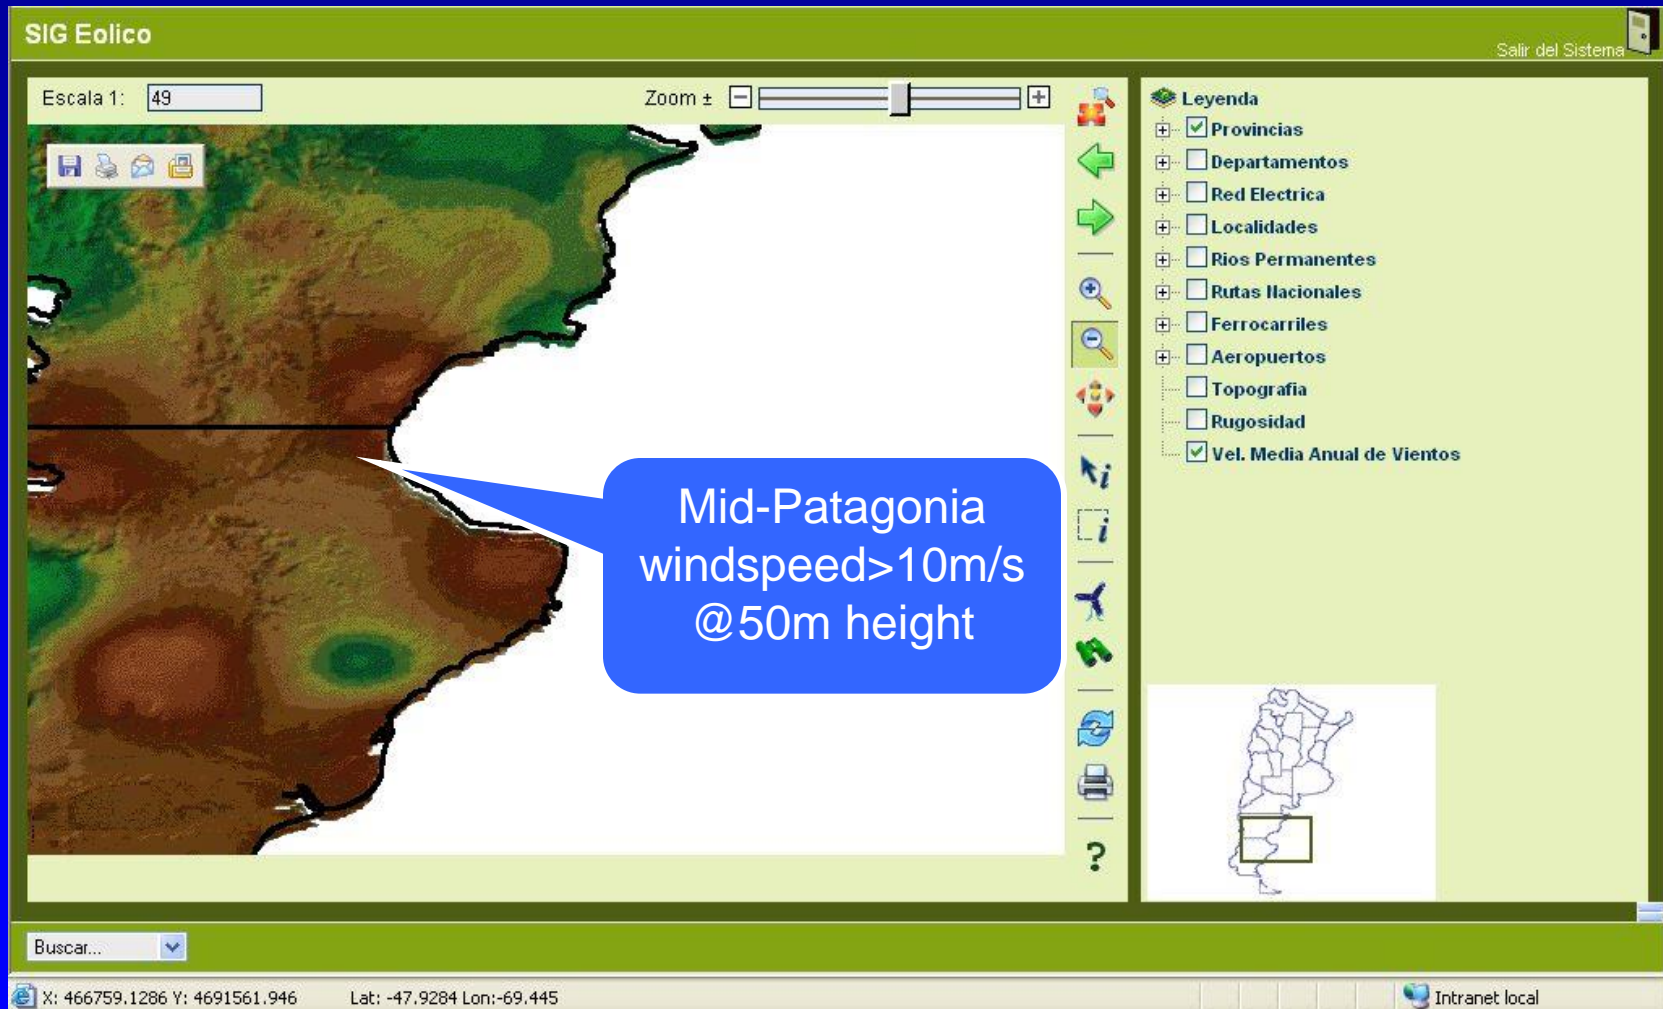 SIG Eolico
Salir del Sistema
Escala 1: 49
Zoom ±
Leyenda
Provincias
Departamentos
Red Electrica
Localidades
Rios Permanentes
Rutas Nacionales
Ferrocarriles
Aeropuertos
Topografia
Rugosidad
Vel. Media Anual de Vientos
Mid-Patagonia
windspeed>10m/s
@50m height
Buscar...
X: 466759.1286 Y: 4691561.946 Lat: -47.9284 Lon:-69.445
Intranet local